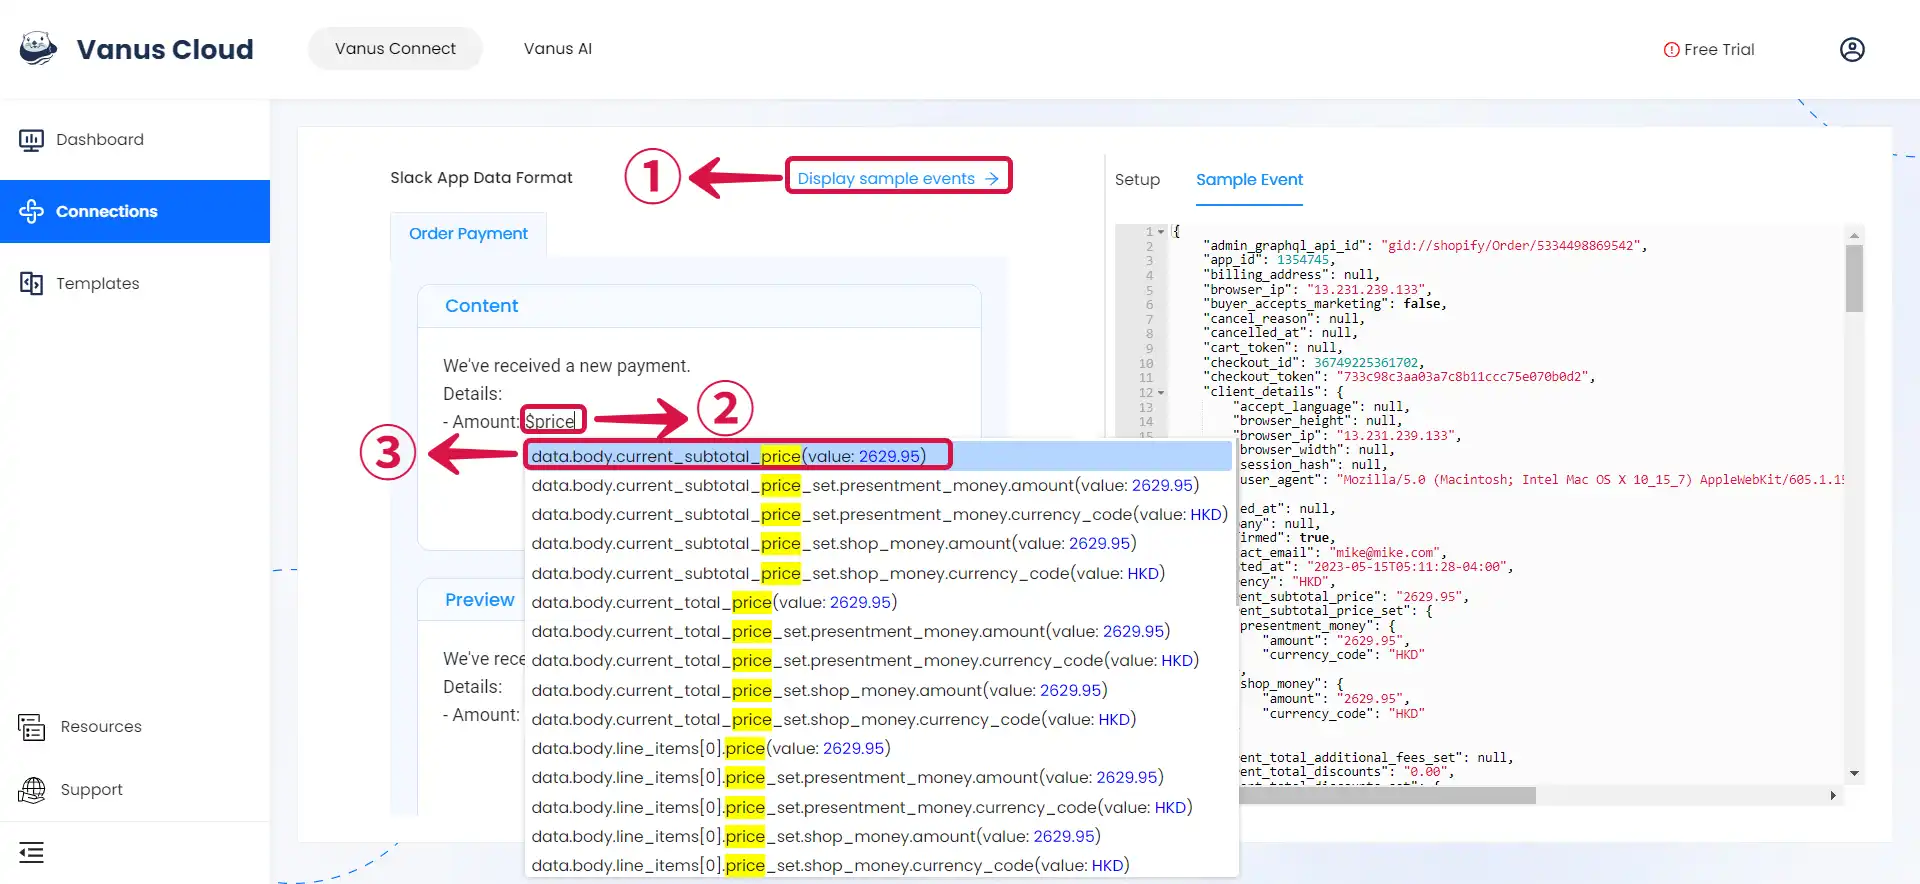 Vanus Cloud
Vanus Connect
Vanus AI
Free Trial
Dashboard
Connections
Templates
Resources
Support
Slack App Data Format
1
Display sample events
Order Payment
Content
We've received a new payment.
Details:
- Amount: $price
2
3
data.body.current_subtotal_price(value: 2629.95)
data.body.current_subtotal_price_set.presentment_money.amount(value: 2629.95)
data.body.current_subtotal_price_set.presentment_money.currency_code(value: HKD)
data.body.current_subtotal_price_set.shop_money.amount(value: 2629.95)
data.body.current_subtotal_price_set.shop_money.currency_code(value: HKD)
data.body.current_total_price(value: 2629.95)
data.body.current_total_price_set.presentment_money.amount(value: 2629.95)
data.body.current_total_price_set.presentment_money.currency_code(value: HKD)
data.body.current_total_price_set.shop_money.amount(value: 2629.95)
data.body.current_total_price_set.shop_money.currency_code(value: HKD)
data.body.line_items[0].price(value: 2629.95)
data.body.line_items[0].price_set.presentment_money.amount(value: 2629.95)
data.body.line_items[0].price_set.presentment_money.currency_code(value: HKD)
data.body.line_items[0].price_set.shop_money.amount(value: 2629.95)
data.body.line_items[0].price_set.shop_money.currency_code(value: HKD)
Preview
We've rece
Details:
- Amount:
Setup
Sample Event
1 {
2 "admin_graphql_api_id": "gid://shopify/Order/5334498869542",
3 "app_id": 1354745,
4 "billing_address": null,
5 "browser_ip": "13.231.239.133",
6 "buyer_accepts_marketing": false,
7 "cancel_reason": null,
8 "cancelled_at": null,
9 "cart_token": null,
10 "checkout_id": 36749225361702,
11 "checkout_token": "733c98c3aa03a7c8b11ccc75e070b0d2",
12 "client_details": {
13 "accept_language": null,
14 "browser_height": null,
15 "browser_ip": "13.231.239.133",
"browser_width": null,
session_hash": null,
user_agent": "Mozilla/5.0 (Macintosh; Intel Mac OS X 10_15_7) AppleWebKit/605.1.15
ed_at": null,
any": null,
irmed": true,
act_email": "mike@mike.com",
ted_at": "2023-05-15T05:11:28-04:00",
ency": "HKD",
ent_subtotal_price": "2629.95",
ent_subtotal_price_set": {
presentment_money": {
"amount": "2629.95",
"currency_code": "HKD"
,
shop_money": {
"amount": "2629.95",
"currency_code": "HKD"
ent_total_additional_fees_set": null,
ent_total_discounts": "0.00",